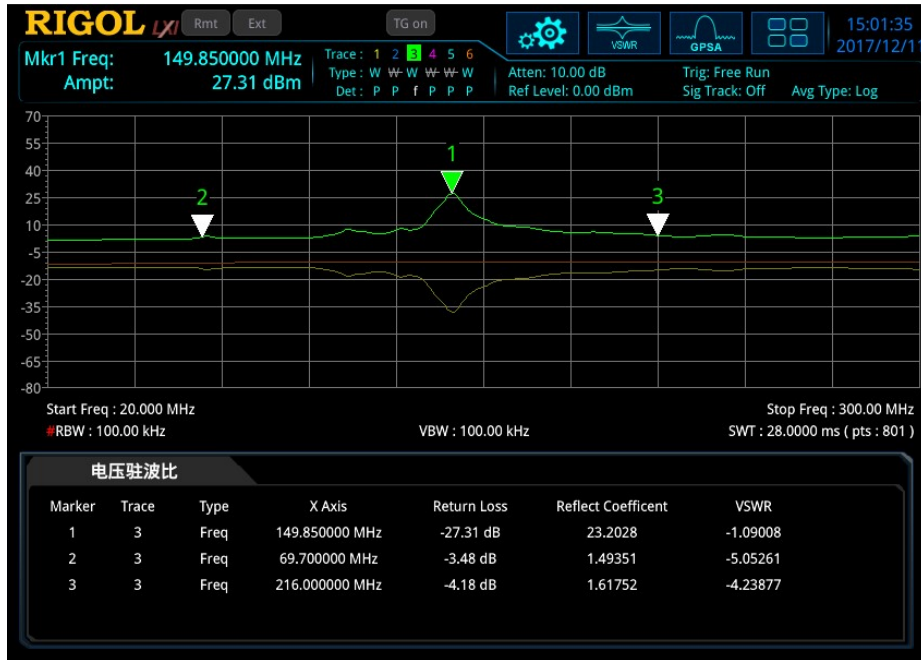 RIGOL LXI Rmt Ext TG on VSWR GPSA 15:01:35
2017/12/11
Mkr1 Freq: 149.850000 MHz
Ampt: 27.31 dBm
Trace: 1 2 3 4 5 6
Type: W W W W W W
Det: P P f P P P
Atten: 10.00 dB Trig: Free Run
Ref Level: 0.00 dBm Sig Track: Off Avg Type: Log
70
55
1
40
2 3
25
10
-5
-20
-35
-50
-65
-80
Start Freq : 20.000 MHz Stop Freq : 300.00 MHz
#RBW : 100.00 kHz VBW : 100.00 kHz SWT : 28.0000 ms ( pts : 801 )
电压驻波比
Marker Trace Type X Axis Return Loss Reflect Coefficent VSWR
1 3 Freq 149.850000 MHz -27.31 dB 23.2028 -1.09008
2 3 Freq 69.700000 MHz -3.48 dB 1.49351 -5.05261
3 3 Freq 216.000000 MHz -4.18 dB 1.61752 -4.23877